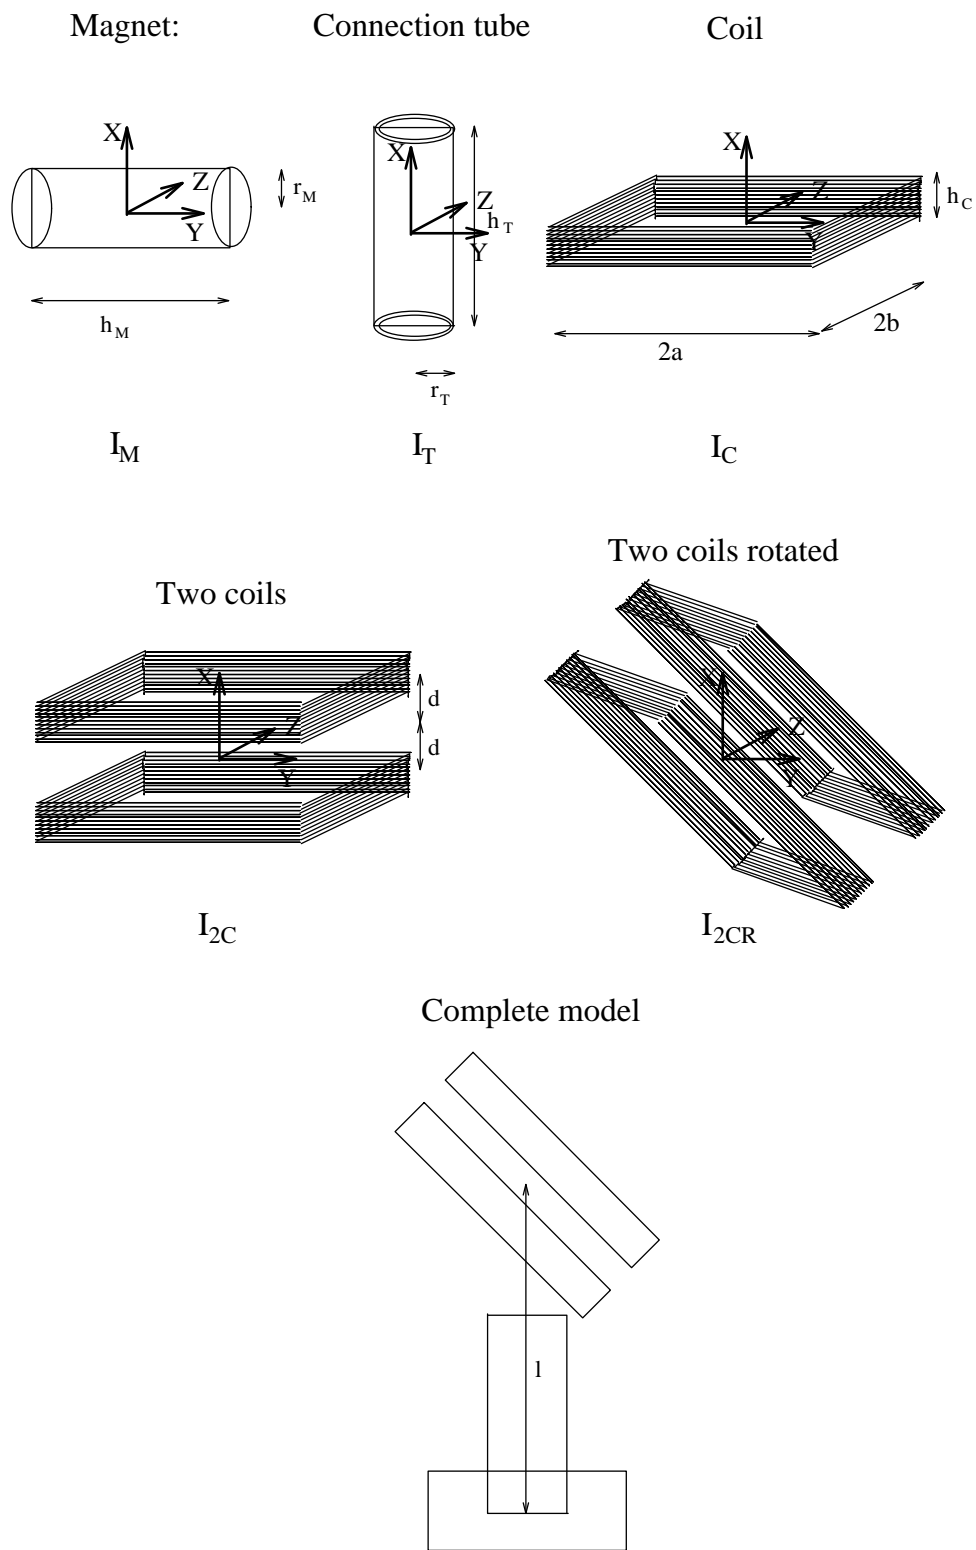 Magnet: Connection tube Coil
X Z Y r_M h_M
X Z Y h_T r_T
X Z Y h_C 2a 2b
I_M I_T I_C
Two coils Two coils rotated
X Z Y d d
X Z Y
I_2C I_2CR
Complete model
l